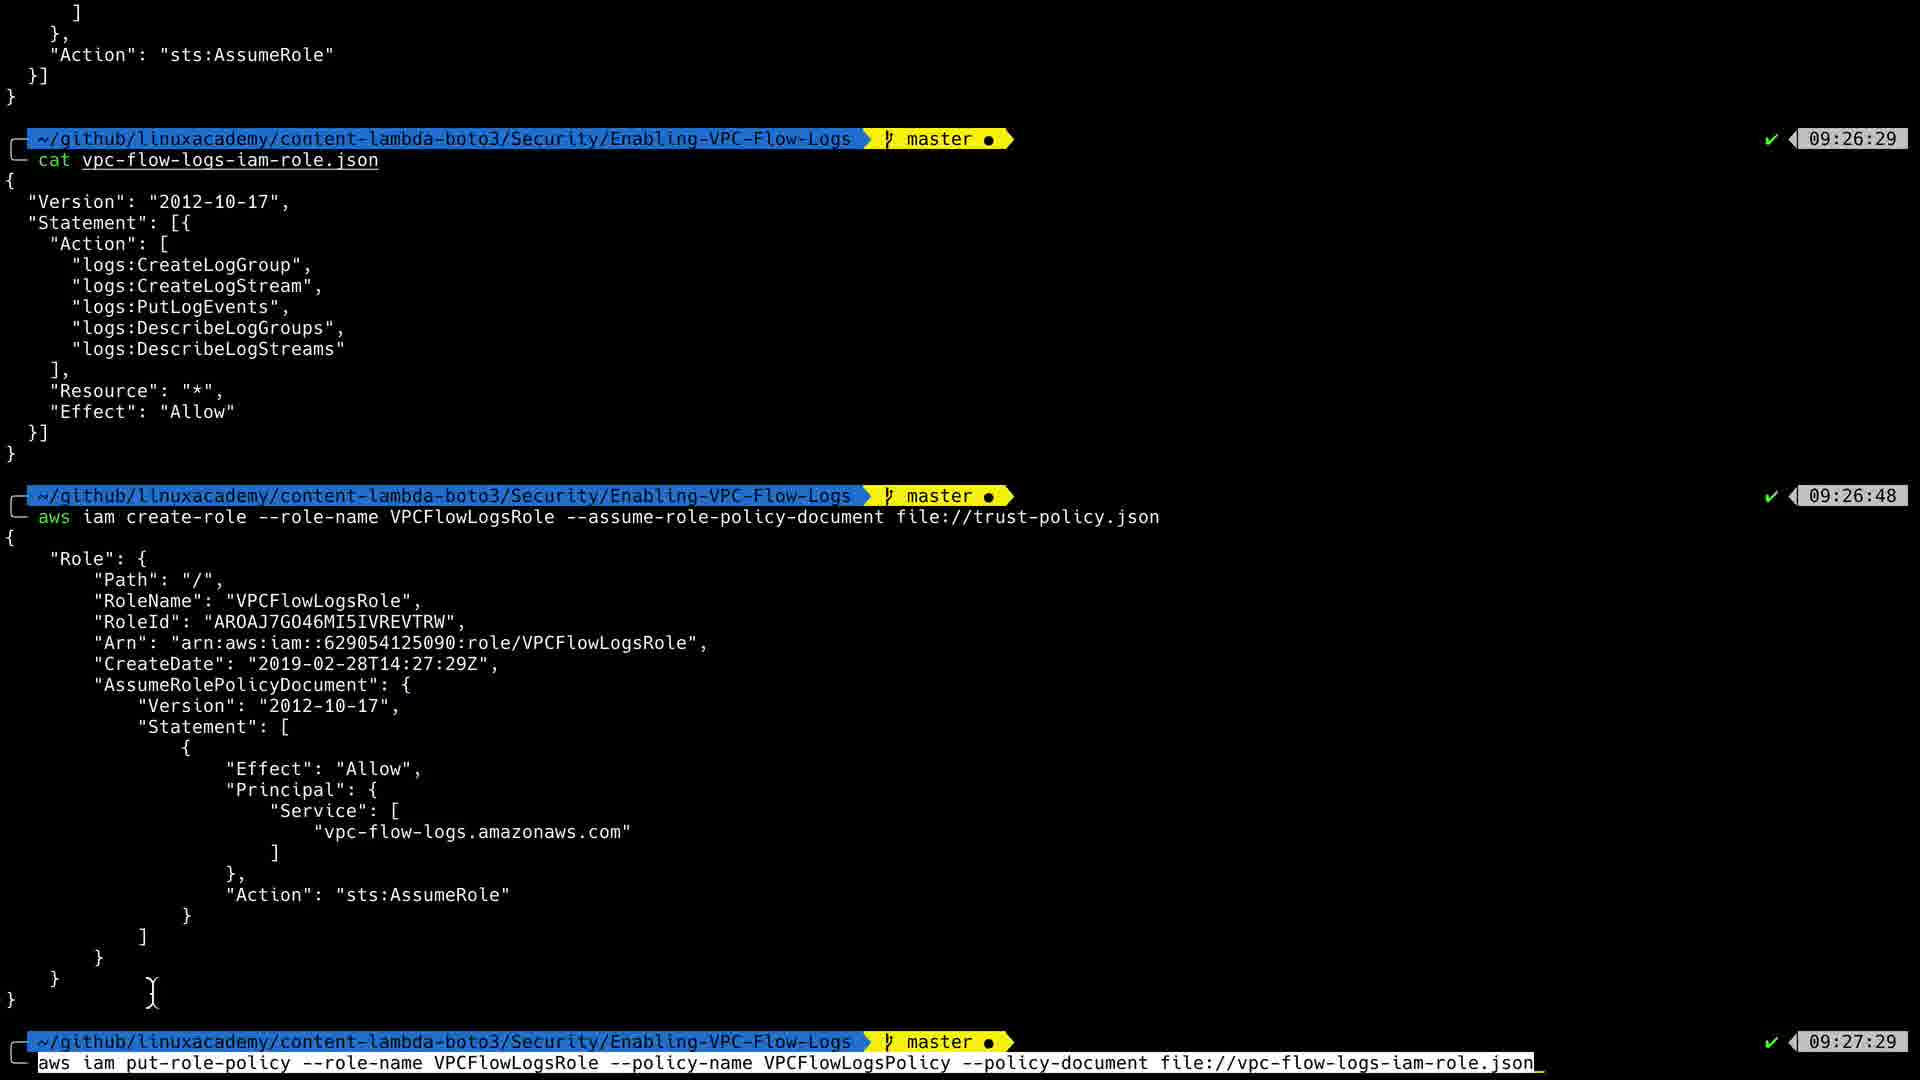 ]
    },
    "Action": "sts:AssumeRole"
  }]
}
~/github/linuxacademy/content-lambda-boto3/Security/Enabling-VPC-Flow-Logs master ● ✔ 09:26:29
cat vpc-flow-logs-iam-role.json
{
  "Version": "2012-10-17",
  "Statement": [{
    "Action": [
      "logs:CreateLogGroup",
      "logs:CreateLogStream",
      "logs:PutLogEvents",
      "logs:DescribeLogGroups",
      "logs:DescribeLogStreams"
    ],
    "Resource": "*",
    "Effect": "Allow"
  }]
}
~/github/linuxacademy/content-lambda-boto3/Security/Enabling-VPC-Flow-Logs master ● ✔ 09:26:48
aws iam create-role --role-name VPCFlowLogsRole --assume-role-policy-document file://trust-policy.json
{
    "Role": {
        "Path": "/",
        "RoleName": "VPCFlowLogsRole",
        "RoleId": "AROAJ7GO46MI5IVREVTRW",
        "Arn": "arn:aws:iam::629054125090:role/VPCFlowLogsRole",
        "CreateDate": "2019-02-28T14:27:29Z",
        "AssumeRolePolicyDocument": {
            "Version": "2012-10-17",
            "Statement": [
                {
                    "Effect": "Allow",
                    "Principal": {
                        "Service": [
                            "vpc-flow-logs.amazonaws.com"
                        ]
                    },
                    "Action": "sts:AssumeRole"
                }
            ]
        }
    }
}
~/github/linuxacademy/content-lambda-boto3/Security/Enabling-VPC-Flow-Logs master ● ✔ 09:27:29
aws iam put-role-policy --role-name VPCFlowLogsRole --policy-name VPCFlowLogsPolicy --policy-document file://vpc-flow-logs-iam-role.json